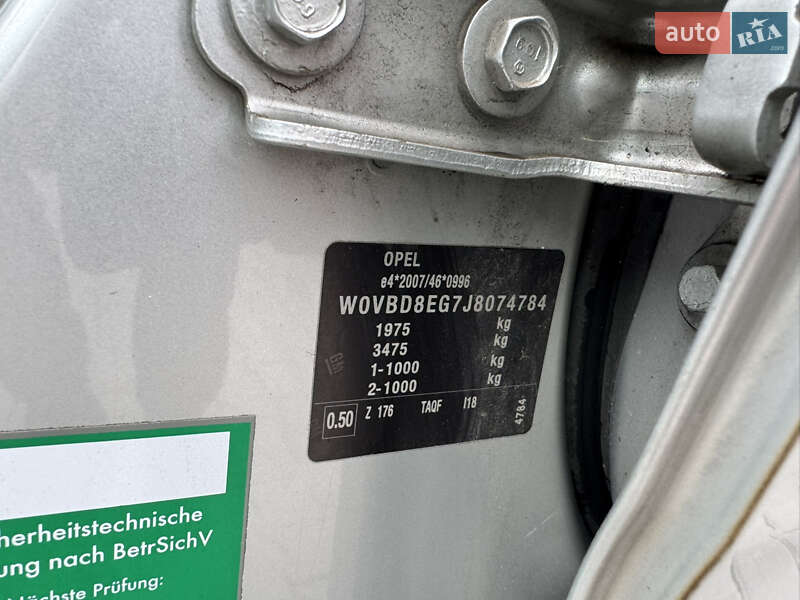 auto RIA
.com
OPEL
e4*2007/46*0996
W0VBD8EG7J8074784
1975 kg
3475 kg
1-1000 kg
2-1000 kg
0.50 Z 176 TAQF I18 4784
herheitstechnische
ung nach BetrSichV
ächste Prüfung: